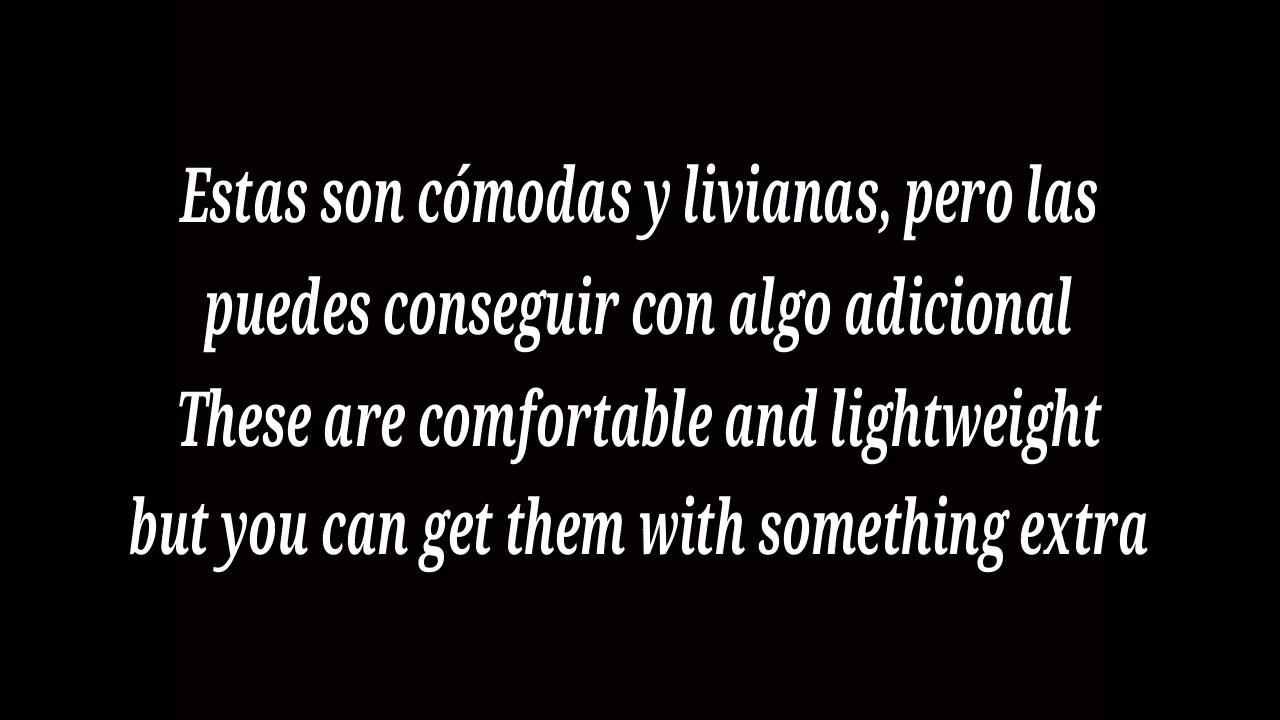 Estas son cómodas y livianas, pero las
puedes conseguir con algo adicional
These are comfortable and lightweight
but you can get them with something extra